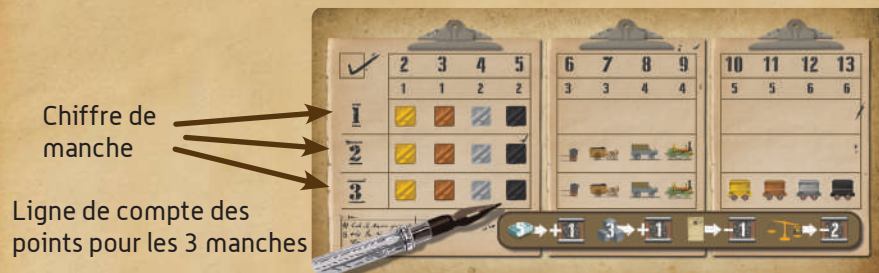 2 3 4 5 6 7 8 9 10 11 12 13
1 1 2 2 3 3 4 4 5 5 6 6
Chiffre de
manche
1
2
3
Ligne de compte des
points pour les 3 manches
5 +1 3 +1 -1 -2